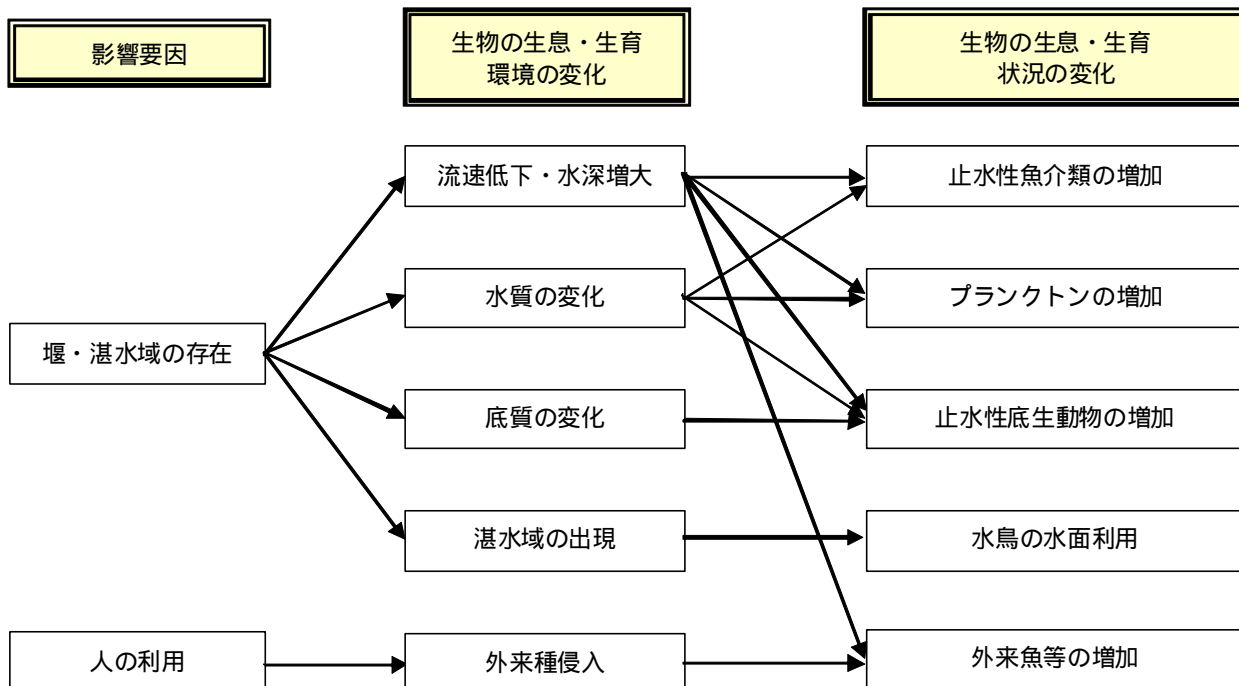 影響要因
生物の生息・生育
環境の変化
生物の生息・生育
状況の変化
流速低下・水深増大
止水性魚介類の増加
水質の変化
プランクトンの増加
堰・湛水域の存在
底質の変化
止水性底生動物の増加
湛水域の出現
水鳥の水面利用
人の利用
外来種侵入
外来魚等の増加